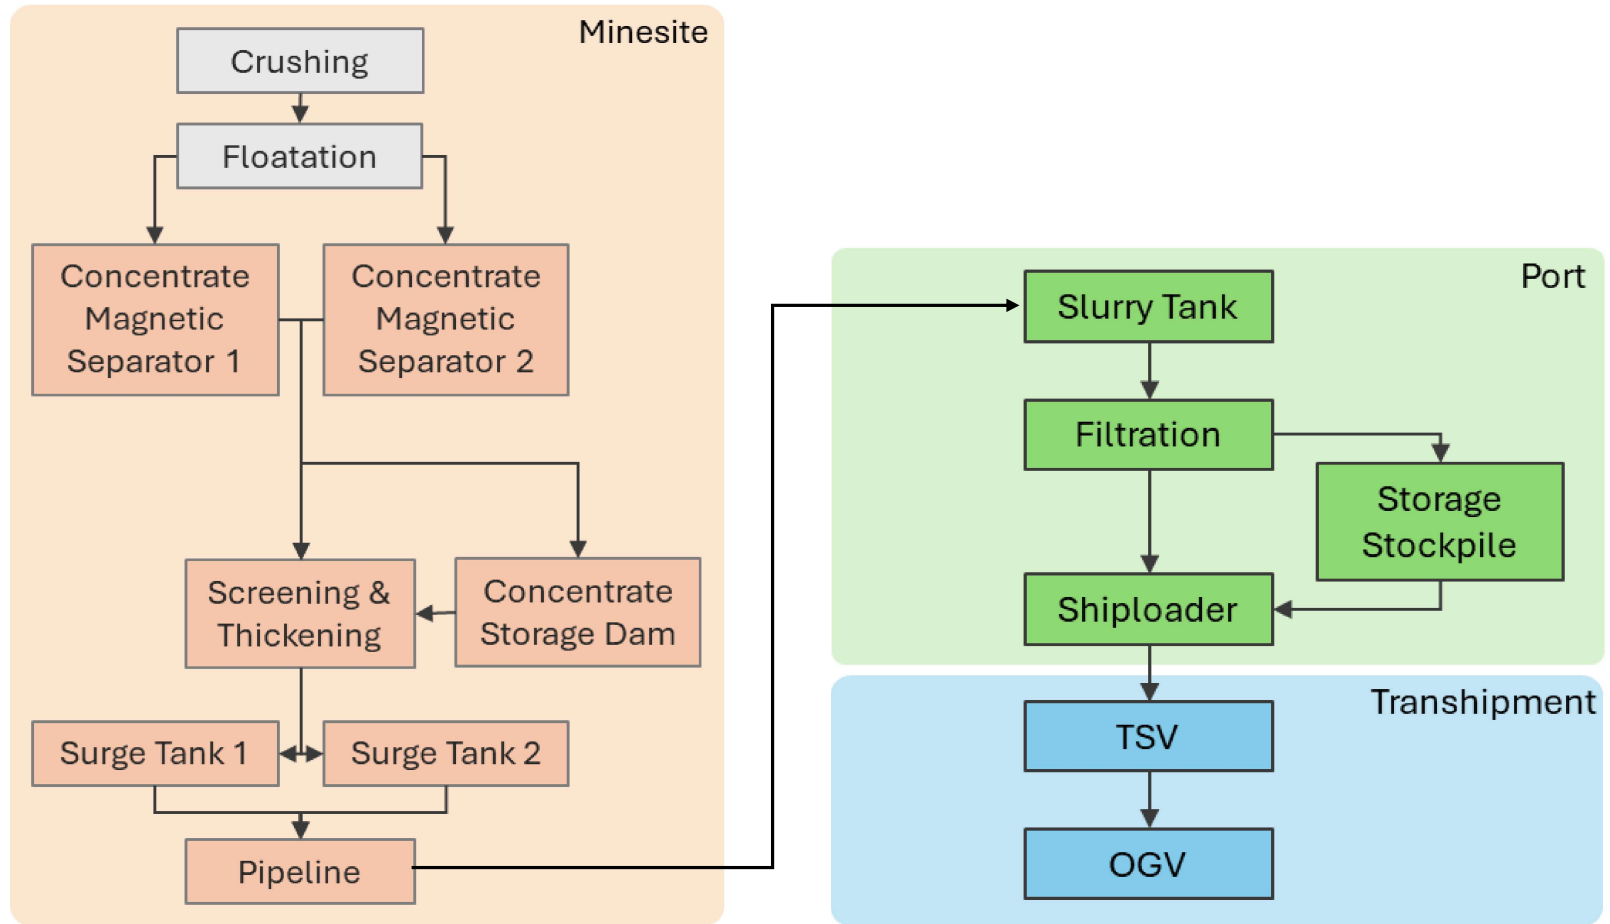 Minesite
Crushing
Floatation
Concentrate
Magnetic
Separator 1
Concentrate
Magnetic
Separator 2
Screening &
Thickening
Concentrate
Storage Dam
Surge Tank 1
Surge Tank 2
Pipeline
Port
Slurry Tank
Filtration
Storage
Stockpile
Shiploader
Transhipment
TSV
OGV